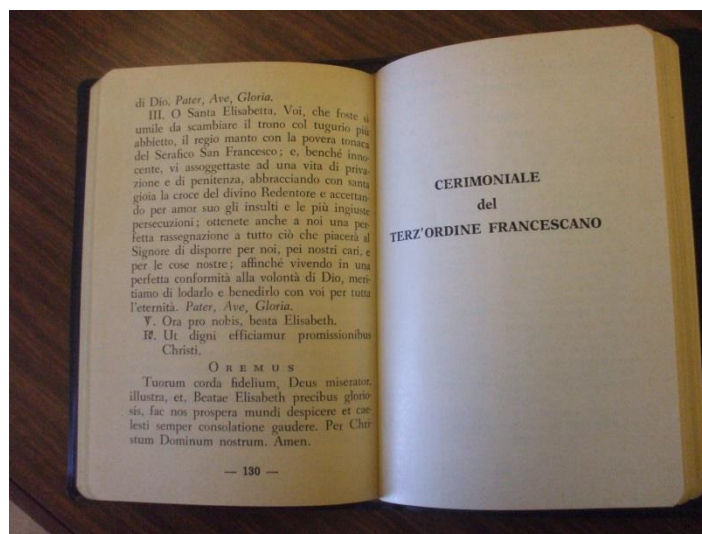 di Dio. Pater, Ave, Gloria.
III. O Santa Elisabetta, Voi, che foste sì
umile da scambiare il trono col tugurio più
abbietto, il regio manto con la povera tonaca
del Serafico San Francesco; e, benché inno-
cente, vi assoggettaste ad una vita di priva-
zione e di penitenza, abbracciando con santa
gioia la croce del divino Redentore e accettan-
do per amor suo gli insulti e le più ingiuste
persecuzioni; ottenete anche a noi una per-
fetta rassegnazione a tutto ciò che piacerà al
Signore di disporre per noi, pei nostri cari, e
per le cose nostre; affinché vivendo in una
perfetta conformità alla volontà di Dio, meri-
tiamo di lodarlo e benedirlo con voi per tutta
l'eternità. Pater, Ave, Gloria.
℣. Ora pro nobis, beata Elisabeth.
℟. Ut digni efficiamur promissionibus
Christi.
OREMUS
Tuorum corda fidelium, Deus miserator,
illustra, et, Beatae Elisabeth precibus glorio-
sis, fac nos prospera mundi despicere et cae-
lesti semper consolatione gaudere. Per Chri-
stum Dominum nostrum. Amen.
— 130 —
CERIMONIALE
del
TERZ'ORDINE FRANCESCANO